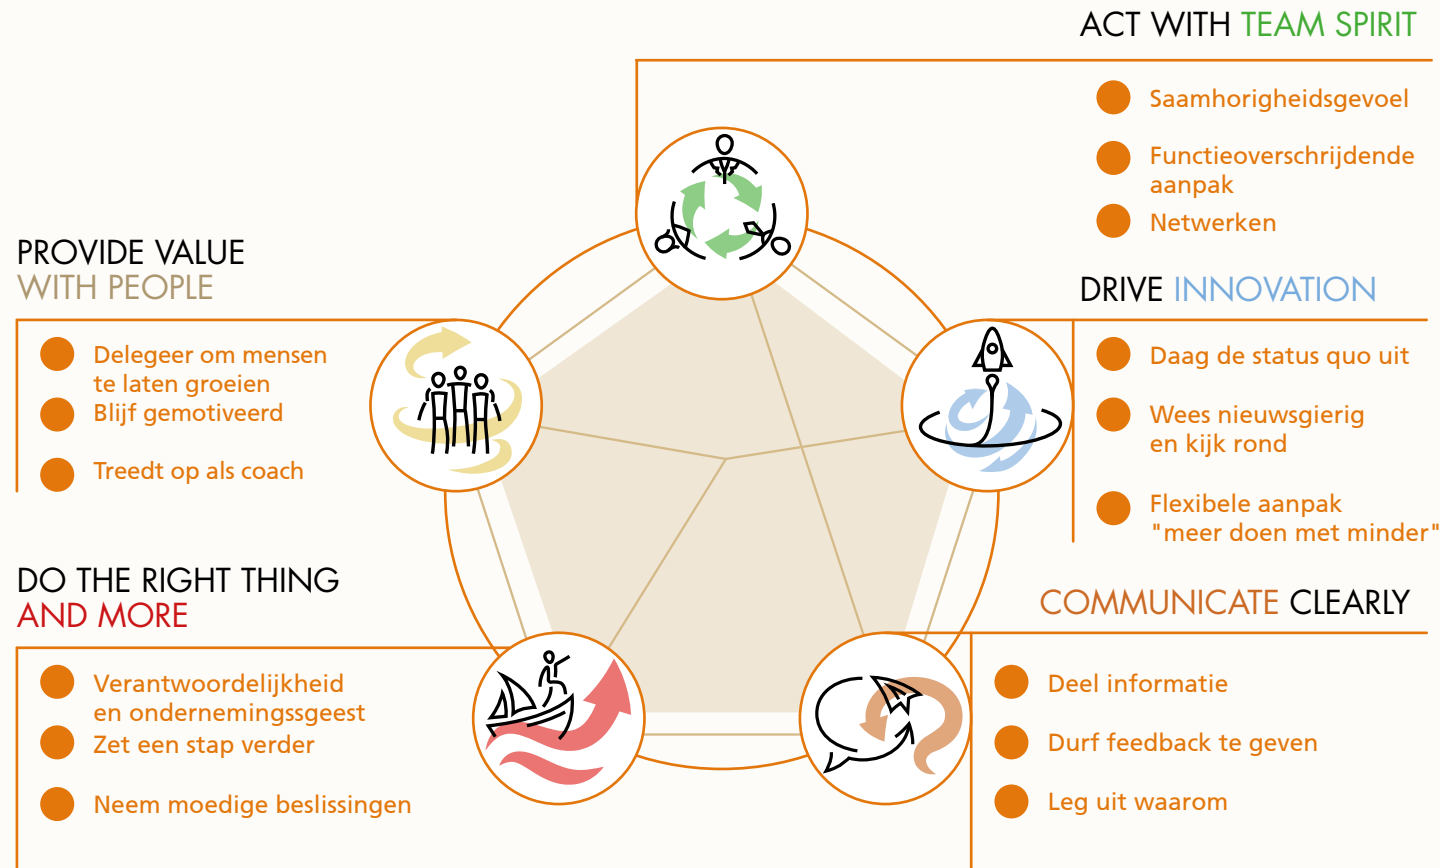 ACT WITH TEAM SPIRIT
Saamhorigheidsgevoel
Functieoverschrijdende
aanpak
Netwerken
PROVIDE VALUE
WITH PEOPLE
Delegeer om mensen
te laten groeien
Blijf gemotiveerd
Treedt op als coach
DRIVE INNOVATION
Daag de status quo uit
Wees nieuwsgierig
en kijk rond
Flexibele aanpak
"meer doen met minder"
DO THE RIGHT THING
AND MORE
Verantwoordelijkheid
en ondernemingssgeest
Zet een stap verder
Neem moedige beslissingen
COMMUNICATE CLEARLY
Deel informatie
Durf feedback te geven
Leg uit waarom